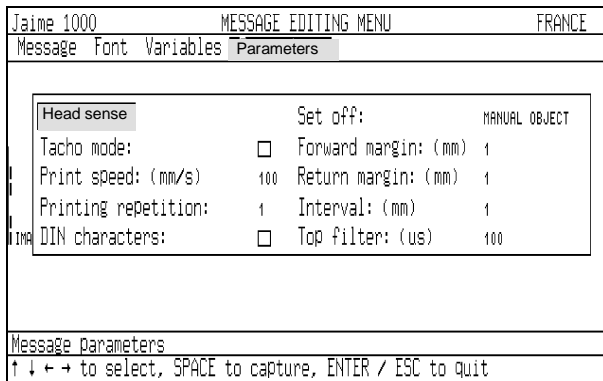 Jaime 1000 MESSAGE EDITING MENU FRANCE
Message Font Variables Parameters
Head sense Set off: MANUAL OBJECT
Tacho mode: Forward margin: (mm) 1
Print speed: (mm/s) 100 Return margin: (mm) 1
Printing repetition: 1 Interval: (mm) 1
IMA DIN characters: Top filter: (us) 100
Message parameters
↑ ↓ ← → to select, SPACE to capture, ENTER / ESC to quit